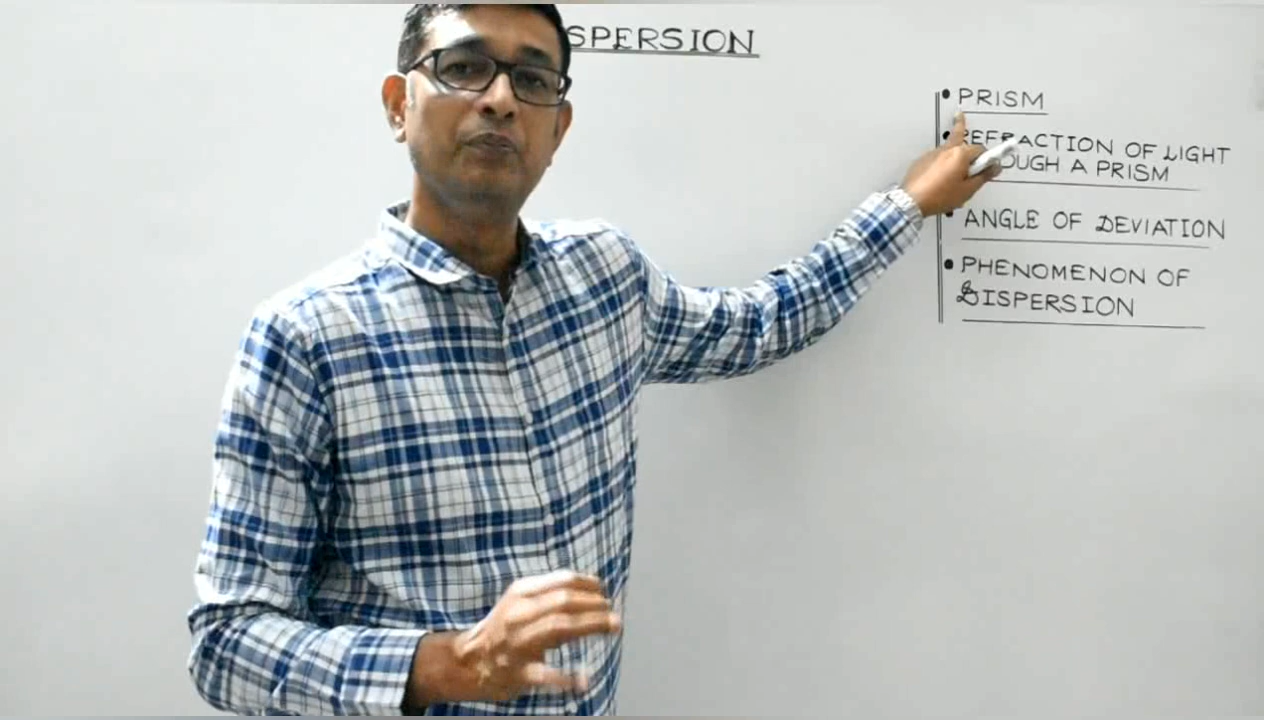 SPERSION
• PRISM
• REFRACTION OF LIGHT
OUGH A PRISM
• ANGLE OF DEVIATION
• PHENOMENON OF
DISPERSION